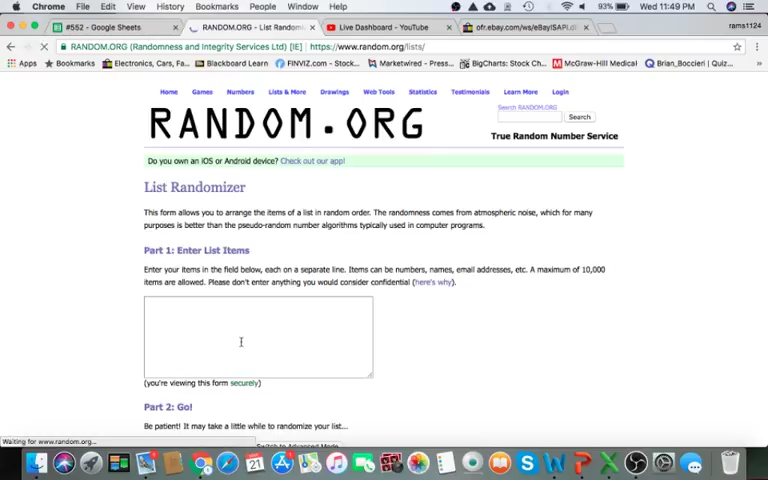 Chrome File Edit View History Bookmarks People Window Help 93% Wed 11:49 PM rams1124
#552 - Google Sheets RANDOM.ORG - List Randomize Live Dashboard - YouTube ofr.ebay.com/ws/eBayISAPI.dl
RANDOM.ORG (Randomness and Integrity Services Ltd) [IE] https://www.random.org/lists/
Apps Bookmarks Electronics, Cars, Fa... Blackboard Learn FINVIZ.com - Stock... Marketwired - Press... BigCharts: Stock Ch... McGraw-Hill Medical Brian_Boccieri | Quiz...
Home Games Numbers Lists & More Drawings Web Tools Statistics Testimonials Learn More Login
Search RANDOM.ORG
RANDOM.ORG
Search
True Random Number Service
Do you own an iOS or Android device? Check out our app!
List Randomizer
This form allows you to arrange the items of a list in random order. The randomness comes from atmospheric noise, which for many
purposes is better than the pseudo-random number algorithms typically used in computer programs.
Part 1: Enter List Items
Enter your items in the field below, each on a separate line. Items can be numbers, names, email addresses, etc. A maximum of 10,000
items are allowed. Please don't enter anything you would consider confidential (here's why).
(you're viewing this form securely)
Part 2: Go!
Be patient! It may take a little while to randomize your list...
Waiting for www.random.org...
Switch to Advanced Mode